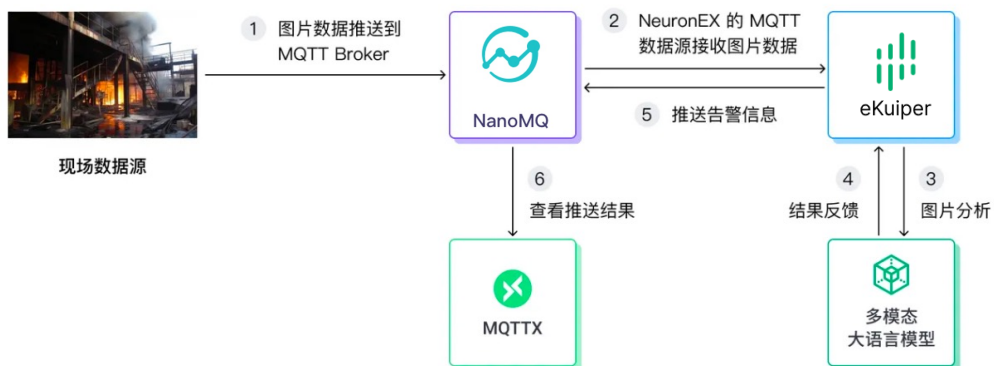 1 图片数据推送到
MQTT Broker
2 NeuronEX 的 MQTT
数据源接收图片数据
NanoMQ
eKuiper
5 推送告警信息
现场数据源
6
查看推送结果
4
结果反馈
3
图片分析
MQTTX
多模态
大语言模型